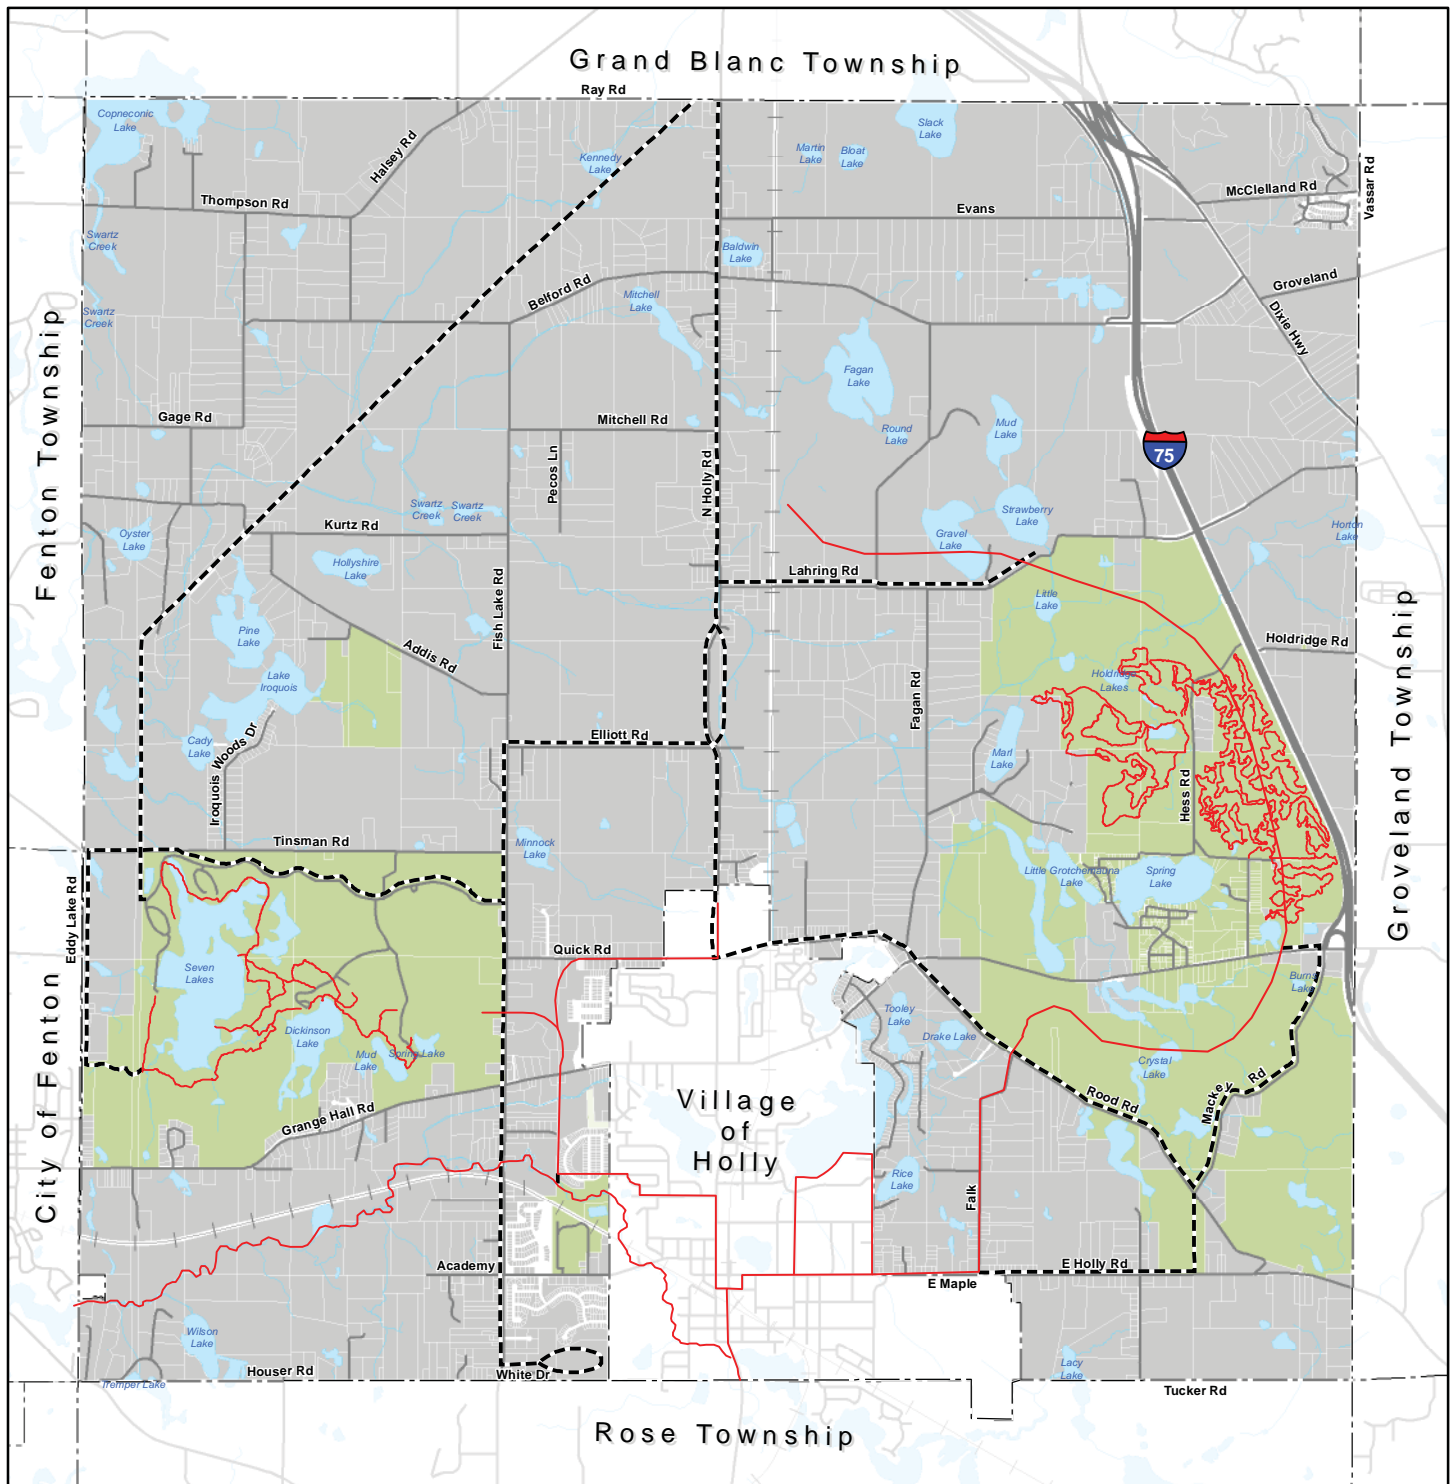 Grand Blanc Township
Ray Rd
Copneconic
Lake
Slack
Lake
Halsey Rd
Kennedy
Lake
Martin
Lake
Bloat
Lake
McClelland Rd
Vassar Rd
Thompson Rd
Evans
Swartz
Creek
Baldwin
Lake
Groveland
Belford Rd
Mitchell
Lake
Swartz
Creek
Dixie Hwy
Fenton Township
Fagan
Lake
Gage Rd
Mitchell Rd
Round
Lake
Mud
Lake
75
Pecos Ln
N Holly Rd
Swartz
Creek
Swartz
Creek
Strawberry
Lake
Kurtz Rd
Horton
Lake
Oyster
Lake
Gravel
Lake
Hollyshire
Lake
Lahring Rd
Fish Lake Rd
Little
Lake
Pine
Lake
Addis Rd
Holdridge Rd
Groveland Township
Lake
Iroquois
Holdridge
Lakes
Fagan Rd
Cady
Lake
Iroquois Woods Dr
Elliott Rd
Marl
Lake
Hess Rd
Tinsman Rd
Minnock
Lake
Little Grotchemauna
Lake
Spring
Lake
Eddy Lake Rd
Quick Rd
Seven
Lakes
Burns
Lake
City of Fenton
Dickinson
Lake
Tooley
Lake
Drake Lake
Mud
Lake
Spring Lake
Crystal
Lake
Village
of
Holly
Rood Rd
Mackey Rd
Grange Hall Rd
Rice
Lake
Falk
Academy
E Holly Rd
E Maple
Wilson
Lake
Houser Rd
White Dr
Lacy
Lake
Tremper Lake
Tucker Rd
Rose Township